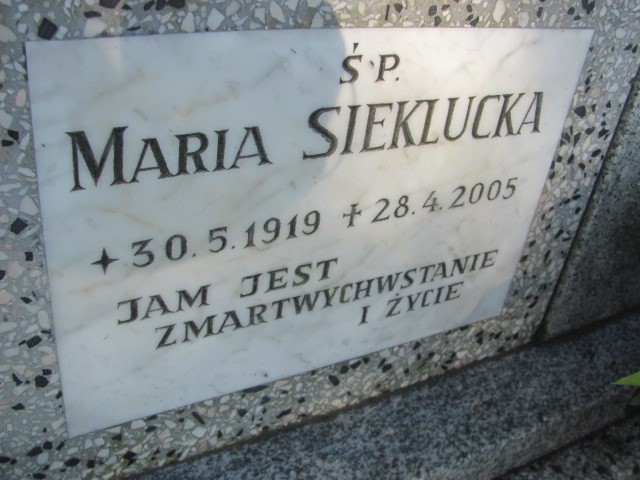 Ś P.
MARIA SIEKLUCKA
✦ 30.5.1919 ✝ 28.4.2005
JAM JEST
ZMARTWYCHWSTANIE
I ŻYCIE